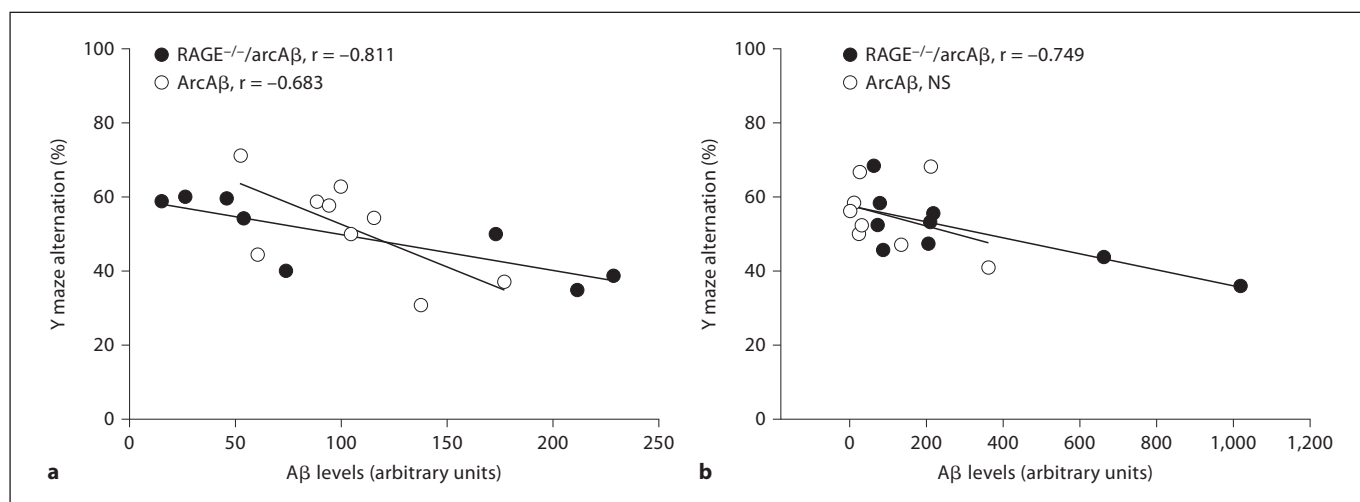 RAGE–/–/arcAβ, r = –0.811
ArcAβ, r = –0.683
100
80
60
40
20
0
Y maze alternation (%)
0 50 100 150 200 250
Aβ levels (arbitrary units)
a
RAGE–/–/arcAβ, r = –0.749
ArcAβ, NS
100
80
60
40
20
0
Y maze alternation (%)
0 200 400 600 800 1,000 1,200
Aβ levels (arbitrary units)
b